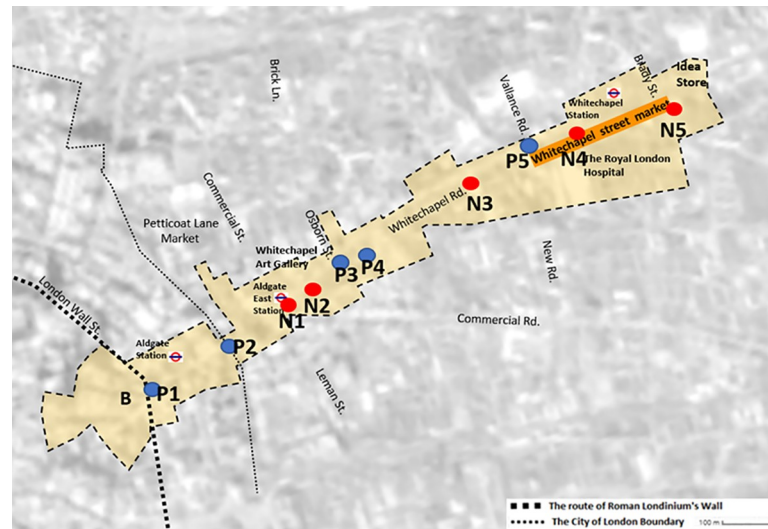 Brick Ln.
Vallance Rd.
Brady St.
Idea
Store
Whitechapel
Station
Whitechapel street market
N5
P5
N4
The Royal London
Hospital
N3
Whitechapel Rd.
Commercial St.
Petticoat Lane
Market
Osborn St.
Whitechapel
Art Gallery
P3
P4
New Rd.
Aldgate
East
Station
N1
N2
London Wall St.
Commercial Rd.
Aldgate
Station
P2
Leman St.
B
P1
The route of Roman Londinium's Wall
The City of London Boundary
100 m